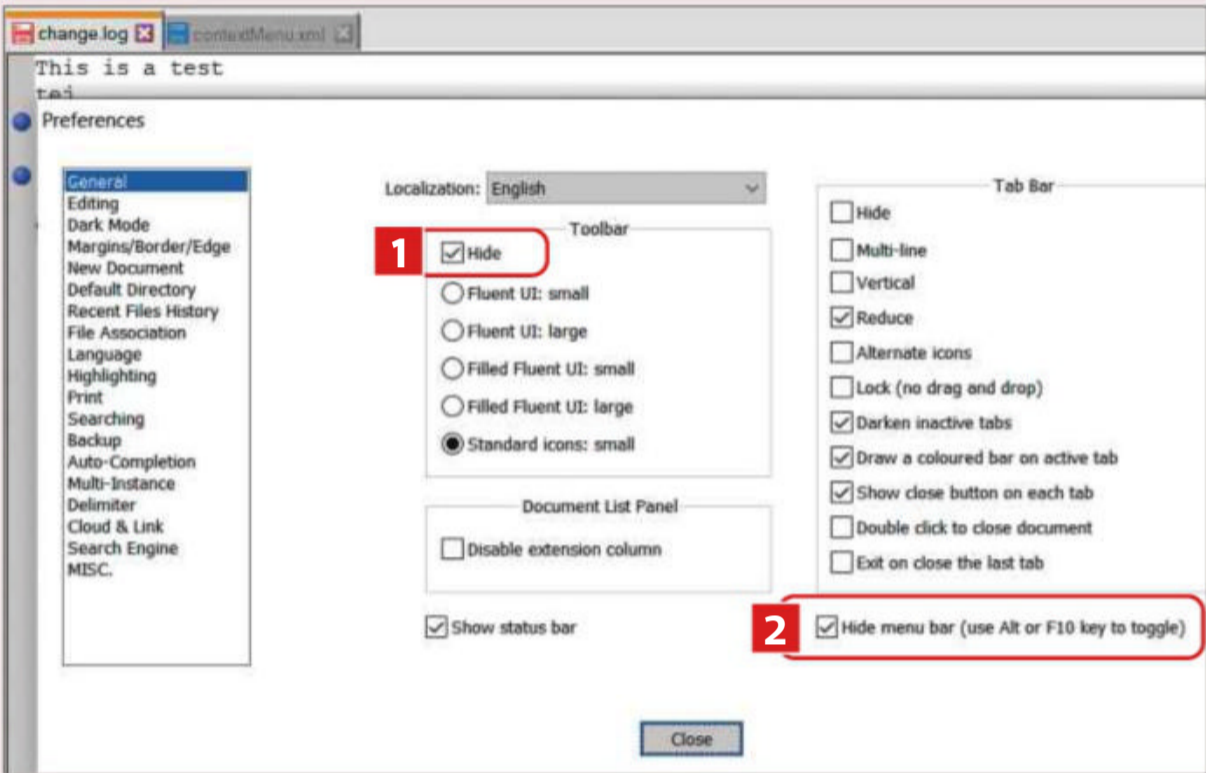 change.log contextMenu.xml
This is a test
tei
Preferences
General
Editing
Dark Mode
Margins/Border/Edge
New Document
Default Directory
Recent Files History
File Association
Language
Highlighting
Print
Searching
Backup
Auto-Completion
Multi-Instance
Delimiter
Cloud & Link
Search Engine
MISC.
Localization: English
Toolbar
1 Hide
Fluent UI: small
Fluent UI: large
Filled Fluent UI: small
Filled Fluent UI: large
Standard icons: small
Document List Panel
Disable extension column
Show status bar
Tab Bar
Hide
Multi-line
Vertical
Reduce
Alternate icons
Lock (no drag and drop)
Darken inactive tabs
Draw a coloured bar on active tab
Show close button on each tab
Double click to close document
Exit on close the last tab
2 Hide menu bar (use Alt or F10 key to toggle)
Close